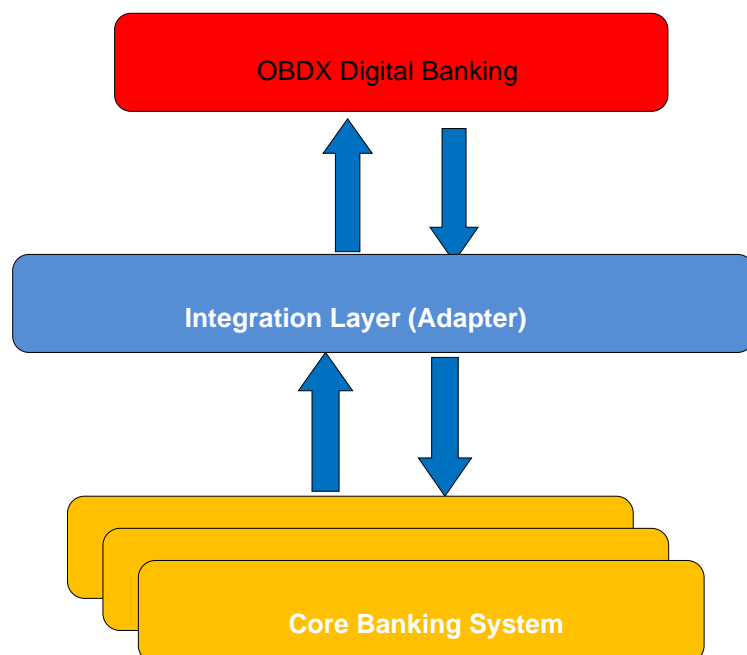 OBDX Digital Banking
Integration Layer (Adapter)
Core Banking System